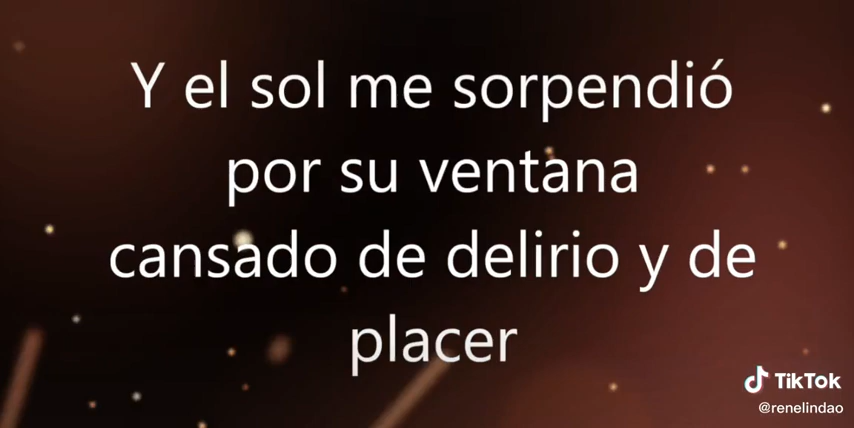 Y el sol me sorpendió
por su ventana
cansado de delirio y de
placer
TikTok
@renelindao